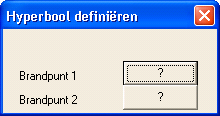 Hyperbool definiëren
Brandpunt 1 ?
Brandpunt 2 ?